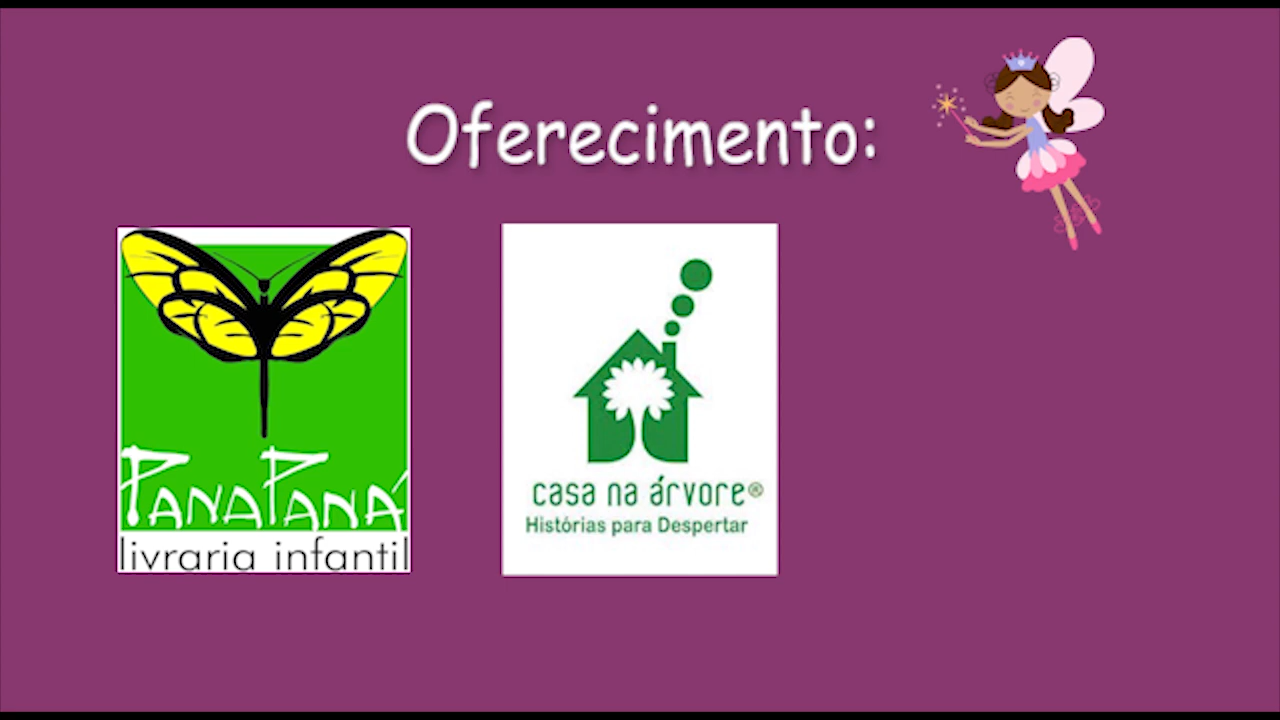 Oferecimento:
PANAPANÁ
livraria infantil
casa na árvore®
Histórias para Despertar